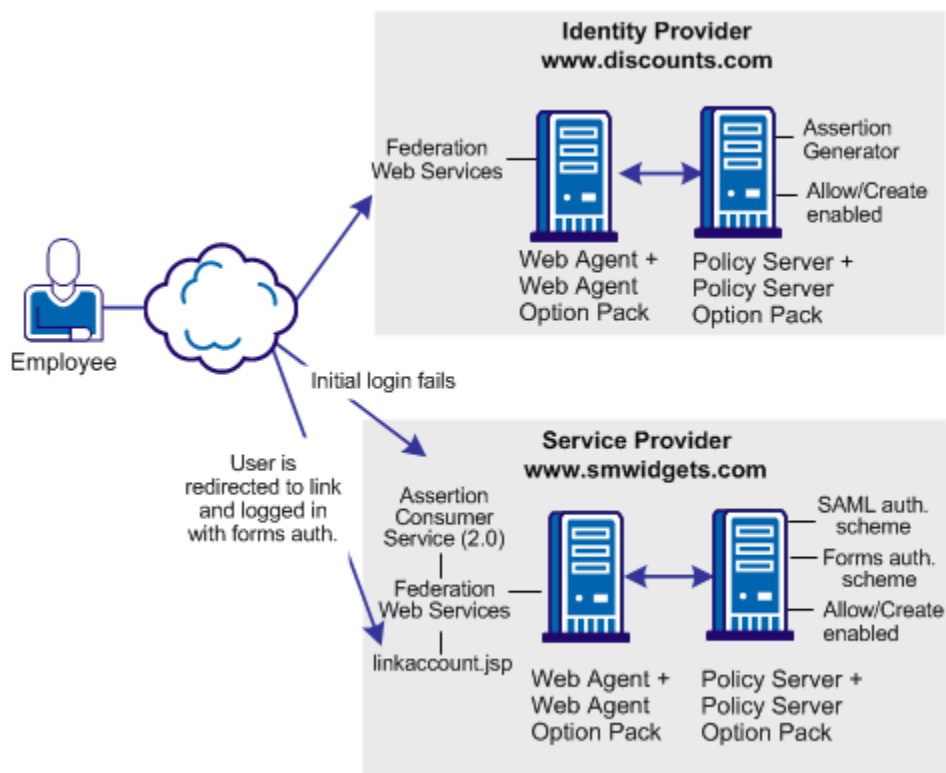 Identity Provider
www.discounts.com
Federation
Web Services
Assertion
Generator
Allow/Create
enabled
Web Agent +
Web Agent
Option Pack
Policy Server +
Policy Server
Option Pack
Employee
Initial login fails
User is
redirected to link
and logged in
with forms auth.
Service Provider
www.smwidgets.com
Assertion
Consumer
Service (2.0)
Federation
Web Services
linkaccount.jsp
SAML auth.
scheme
Forms auth.
scheme
Allow/Create
enabled
Web Agent +
Web Agent
Option Pack
Policy Server +
Policy Server
Option Pack